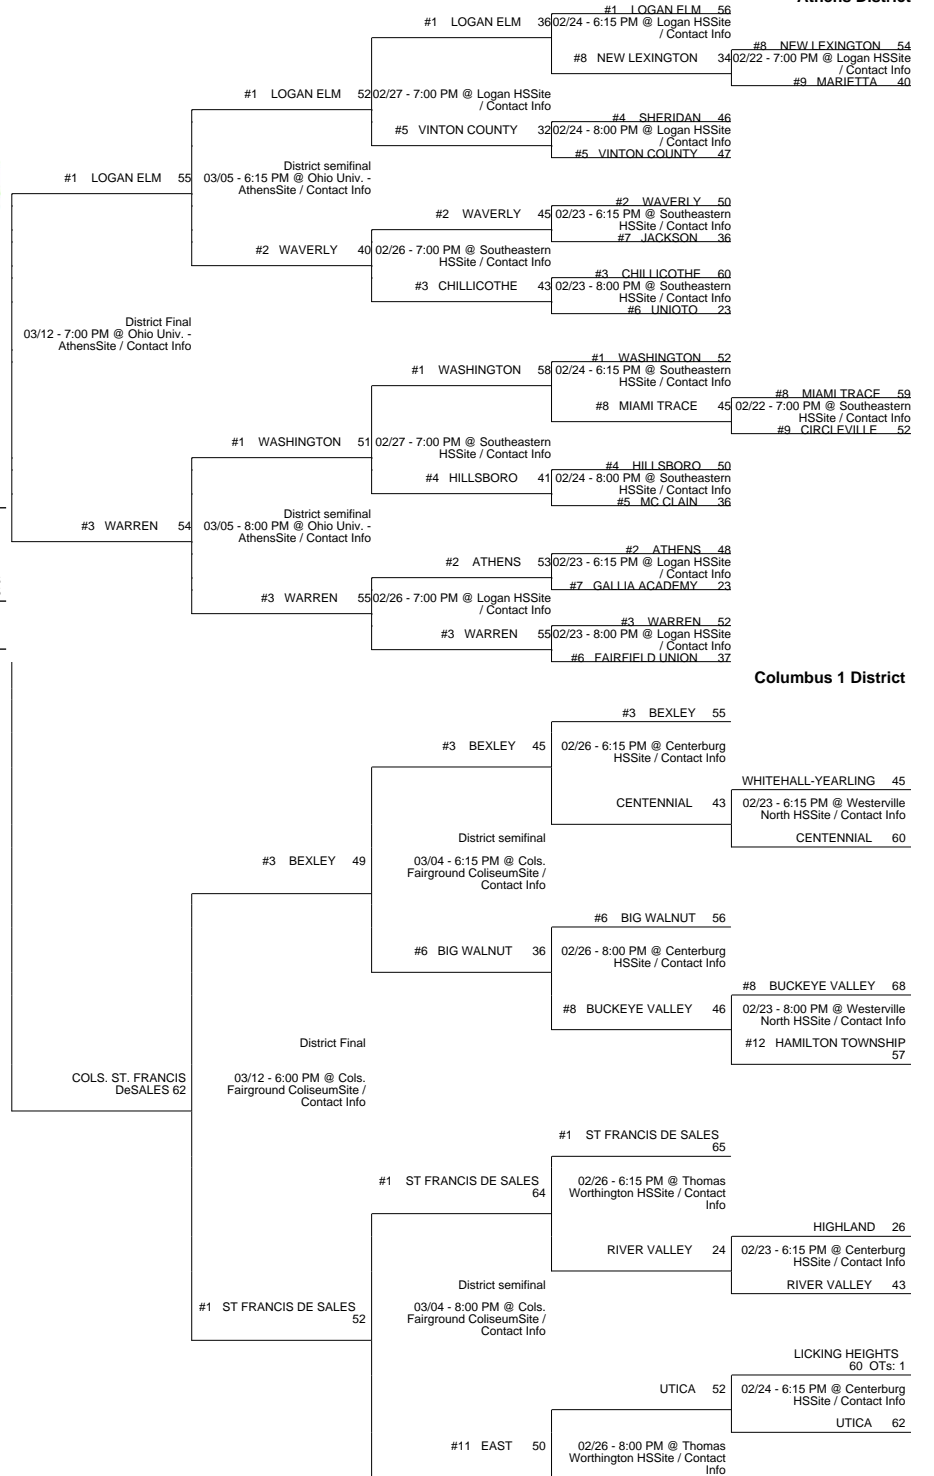 Athens District
#1 LOGAN ELM 56
#1 LOGAN ELM 36
02/24 - 6:15 PM @ Logan HSSite
/ Contact Info
#8 NEW LEXINGTON 54
#8 NEW LEXINGTON 34
02/22 - 7:00 PM @ Logan HSSite
/ Contact Info
#9 MARIETTA 40
#1 LOGAN ELM 52
02/27 - 7:00 PM @ Logan HSSite
/ Contact Info
#4 SHERIDAN 46
#5 VINTON COUNTY 32
02/24 - 8:00 PM @ Logan HSSite
/ Contact Info
#5 VINTON COUNTY 47
#1 LOGAN ELM 55
District semifinal
03/05 - 6:15 PM @ Ohio Univ. -
AthensSite / Contact Info
#2 WAVERLY 50
#2 WAVERLY 45
02/23 - 6:15 PM @ Southeastern
HSSite / Contact Info
#7 JACKSON 36
#2 WAVERLY 40
02/26 - 7:00 PM @ Southeastern
HSSite / Contact Info
#3 CHILLICOTHE 60
#3 CHILLICOTHE 43
02/23 - 8:00 PM @ Southeastern
HSSite / Contact Info
#6 UNIOTO 23
District Final
03/12 - 7:00 PM @ Ohio Univ. -
AthensSite / Contact Info
#1 WASHINGTON 52
#1 WASHINGTON 58
02/24 - 6:15 PM @ Southeastern
HSSite / Contact Info
#8 MIAMI TRACE 59
#8 MIAMI TRACE 45
02/22 - 7:00 PM @ Southeastern
HSSite / Contact Info
#9 CIRCLEVILLE 52
#1 WASHINGTON 51
02/27 - 7:00 PM @ Southeastern
HSSite / Contact Info
#4 HILLSBORO 50
#4 HILLSBORO 41
02/24 - 8:00 PM @ Southeastern
HSSite / Contact Info
#5 MC CLAIN 36
#3 WARREN 54
District semifinal
03/05 - 8:00 PM @ Ohio Univ. -
AthensSite / Contact Info
#2 ATHENS 48
#2 ATHENS 53
02/23 - 6:15 PM @ Logan HSSite
/ Contact Info
#7 GALLIA ACADEMY 23
#3 WARREN 55
02/26 - 7:00 PM @ Logan HSSite
/ Contact Info
#3 WARREN 52
#3 WARREN 55
02/23 - 8:00 PM @ Logan HSSite
/ Contact Info
#6 FAIRFIELD UNION 37
Columbus 1 District
#3 BEXLEY 55
#3 BEXLEY 45
02/26 - 6:15 PM @ Centerburg
HSSite / Contact Info
WHITEHALL-YEARLING 45
CENTENNIAL 43
02/23 - 6:15 PM @ Westerville
North HSSite / Contact Info
CENTENNIAL 60
#3 BEXLEY 49
District semifinal
03/04 - 6:15 PM @ Cols.
Fairground ColiseumSite /
Contact Info
#6 BIG WALNUT 56
#6 BIG WALNUT 36
02/26 - 8:00 PM @ Centerburg
HSSite / Contact Info
#8 BUCKEYE VALLEY 68
#8 BUCKEYE VALLEY 46
02/23 - 8:00 PM @ Westerville
North HSSite / Contact Info
#12 HAMILTON TOWNSHIP
57
District Final
COLS. ST. FRANCIS
DeSALES 62
03/12 - 6:00 PM @ Cols.
Fairground ColiseumSite /
Contact Info
#1 ST FRANCIS DE SALES
65
#1 ST FRANCIS DE SALES
64
02/26 - 6:15 PM @ Thomas
Worthington HSSite / Contact
Info
HIGHLAND 26
RIVER VALLEY 24
02/23 - 6:15 PM @ Centerburg
HSSite / Contact Info
RIVER VALLEY 43
#1 ST FRANCIS DE SALES
52
District semifinal
03/04 - 8:00 PM @ Cols.
Fairground ColiseumSite /
Contact Info
LICKING HEIGHTS
60 OTs: 1
UTICA 52
02/24 - 6:15 PM @ Centerburg
HSSite / Contact Info
UTICA 62
#11 EAST 50
02/26 - 8:00 PM @ Thomas
Worthington HSSite / Contact
Info